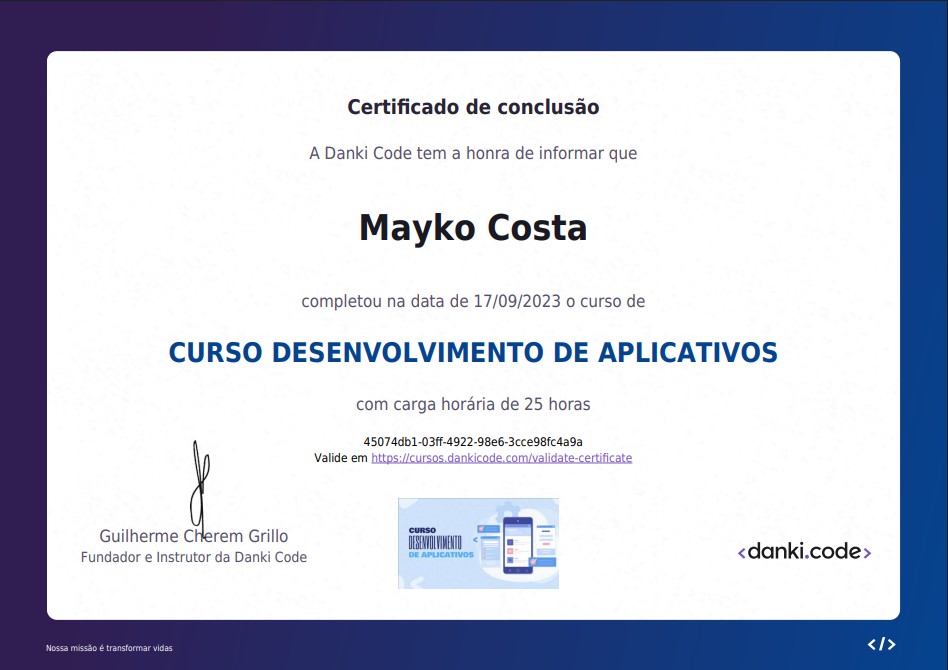 Certificado de conclusão
A Danki Code tem a honra de informar que
Mayko Costa
completou na data de 17/09/2023 o curso de
CURSO DESENVOLVIMENTO DE APLICATIVOS
com carga horária de 25 horas
45074db1-03ff-4922-98e6-3cce98fc4a9a
Valide em https://cursos.dankicode.com/validate-certificate
Guilherme Cherem Grillo
Fundador e Instrutor da Danki Code
CURSO
DESENVOLVIMENTO
DE APLICATIVOS
<danki.code>
Nossa missão é transformar vidas
</>